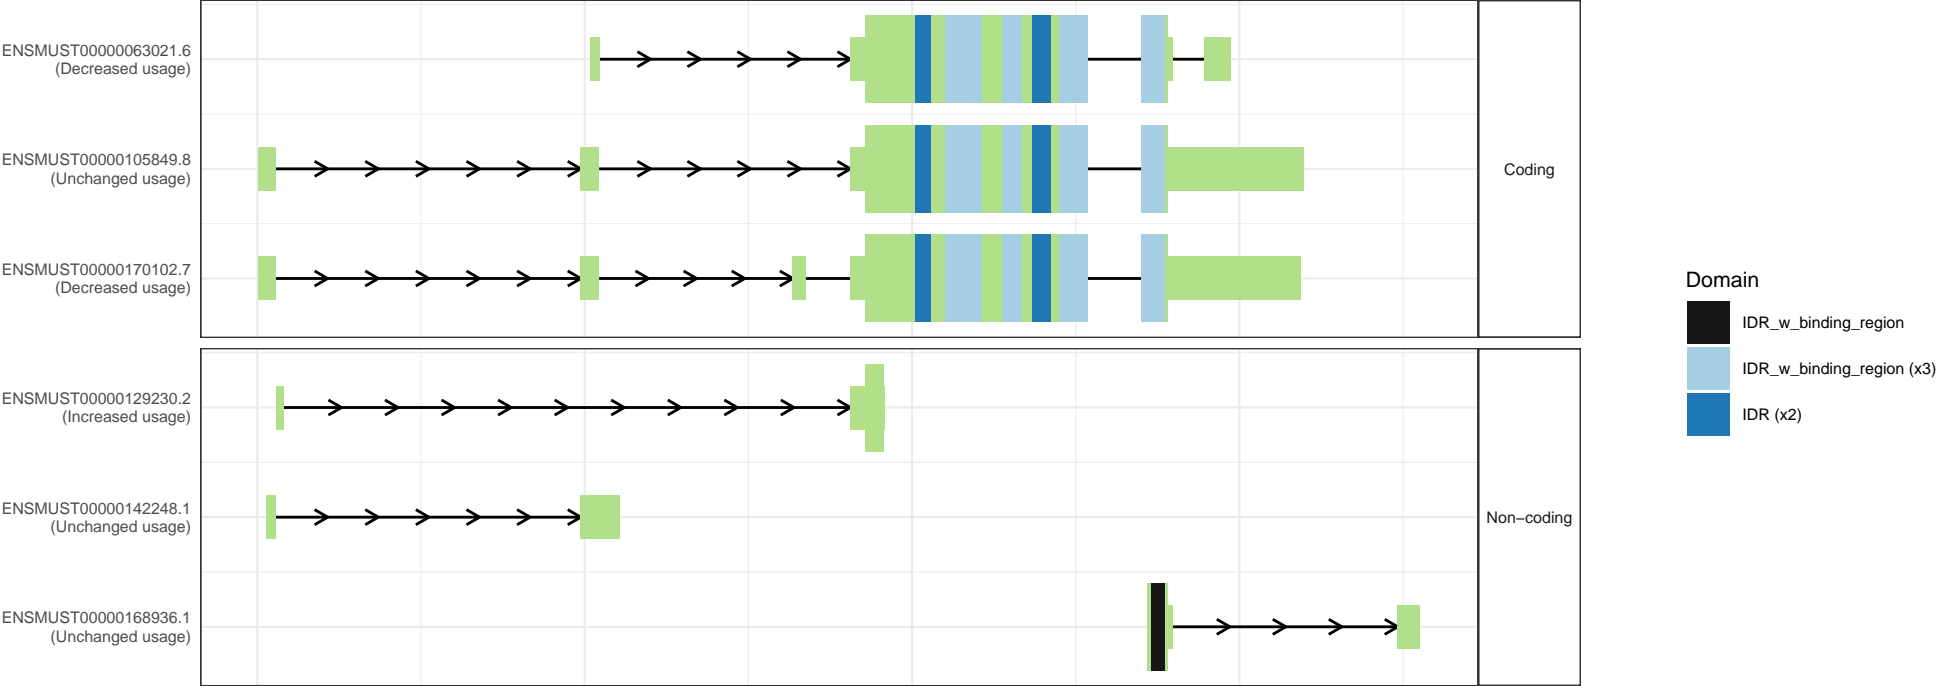 ENSMUST00000063021.6
(Decreased usage)
ENSMUST00000105849.8
(Unchanged usage)
ENSMUST00000170102.7
(Decreased usage)
Coding
ENSMUST00000129230.2
(Increased usage)
ENSMUST00000142248.1
(Unchanged usage)
ENSMUST00000168936.1
(Unchanged usage)
Non−coding
Domain
IDR_w_binding_region
IDR_w_binding_region (x3)
IDR (x2)